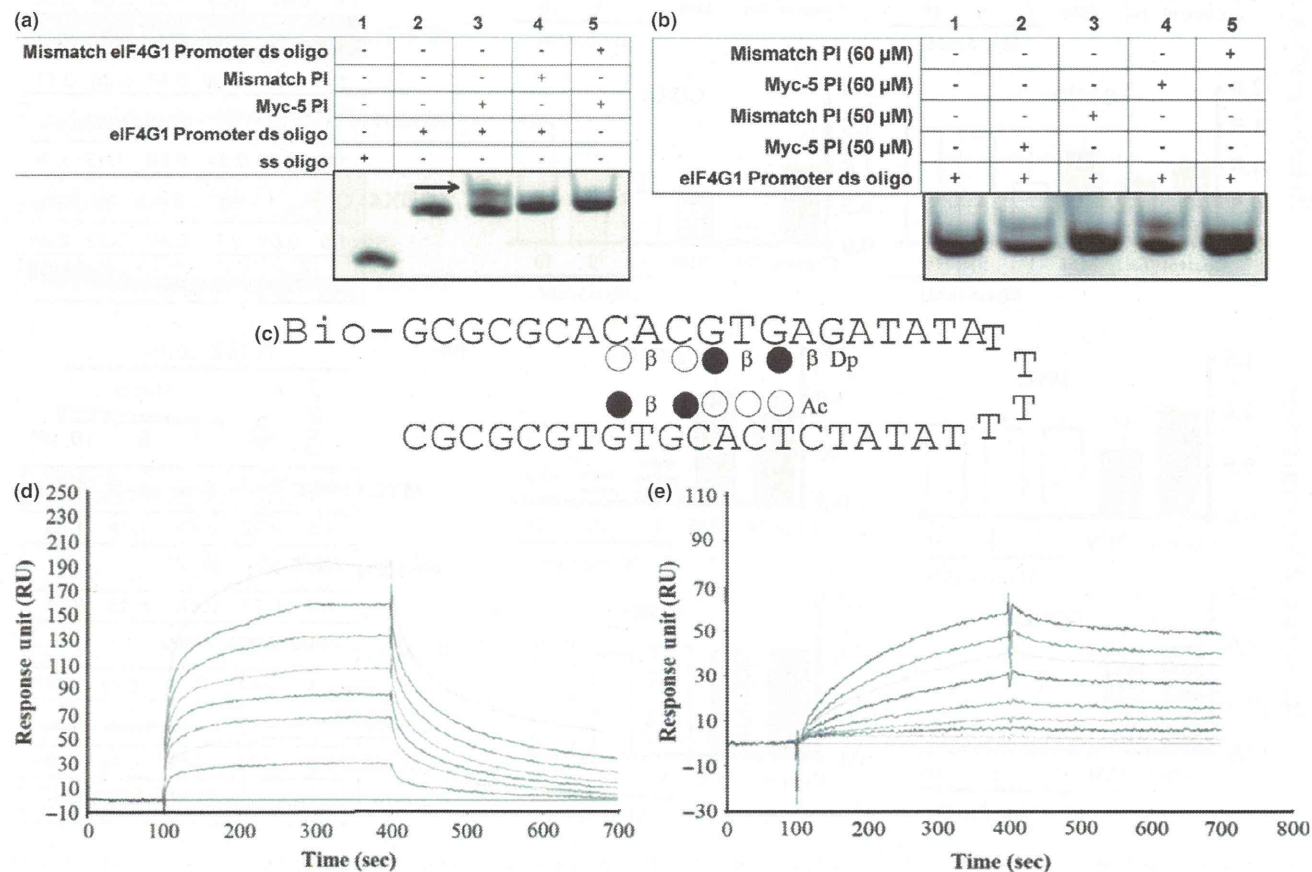 (a)
1 2 3 4 5
Mismatch eIF4G1 Promoter ds oligo - - - - +
Mismatch PI - - - + -
Myc-5 PI - - + - +
eIF4G1 Promoter ds oligo - + + + -
ss oligo + - - - -
(b)
1 2 3 4 5
Mismatch PI (60 µM) - - - - +
Myc-5 PI (60 µM) - - - + -
Mismatch PI (50 µM) - - + - -
Myc-5 PI (50 µM) - + - - -
eIF4G1 Promoter ds oligo + + + + +
(c)
Bio-GCGCGCACACGTGAGATATATT
T
β β β Dp
β Ac
T
CGCGCGTGTGCACTCTATATT
(d)
250
230
210
190
170
150
130
110
90
70
50
30
10
-10
0 100 200 300 400 500 600 700
Response unit (RU)
Time (sec)
(e)
110
90
70
50
30
10
-10
-30
0 100 200 300 400 500 600 700 800
Response unit (RU)
Time (sec)